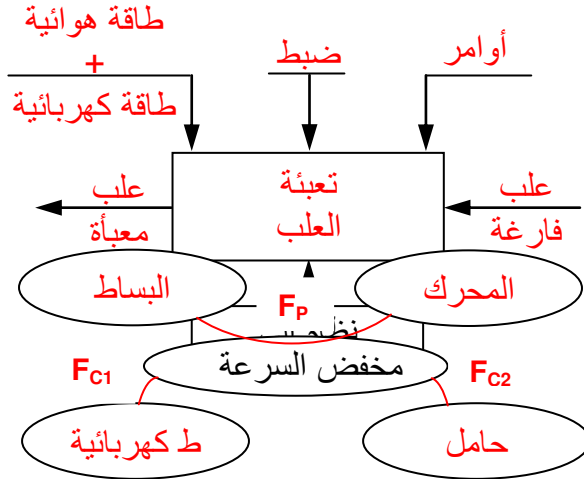 طاقة هوائية
+
طاقة كهربائية
ضبط
أوامر
تعبئة
العلب
علب
فارغة
علب
معبأة
البساط
المحرك
FP
مخفض السرعة
FC1
FC2
ط كهربائية
حامل